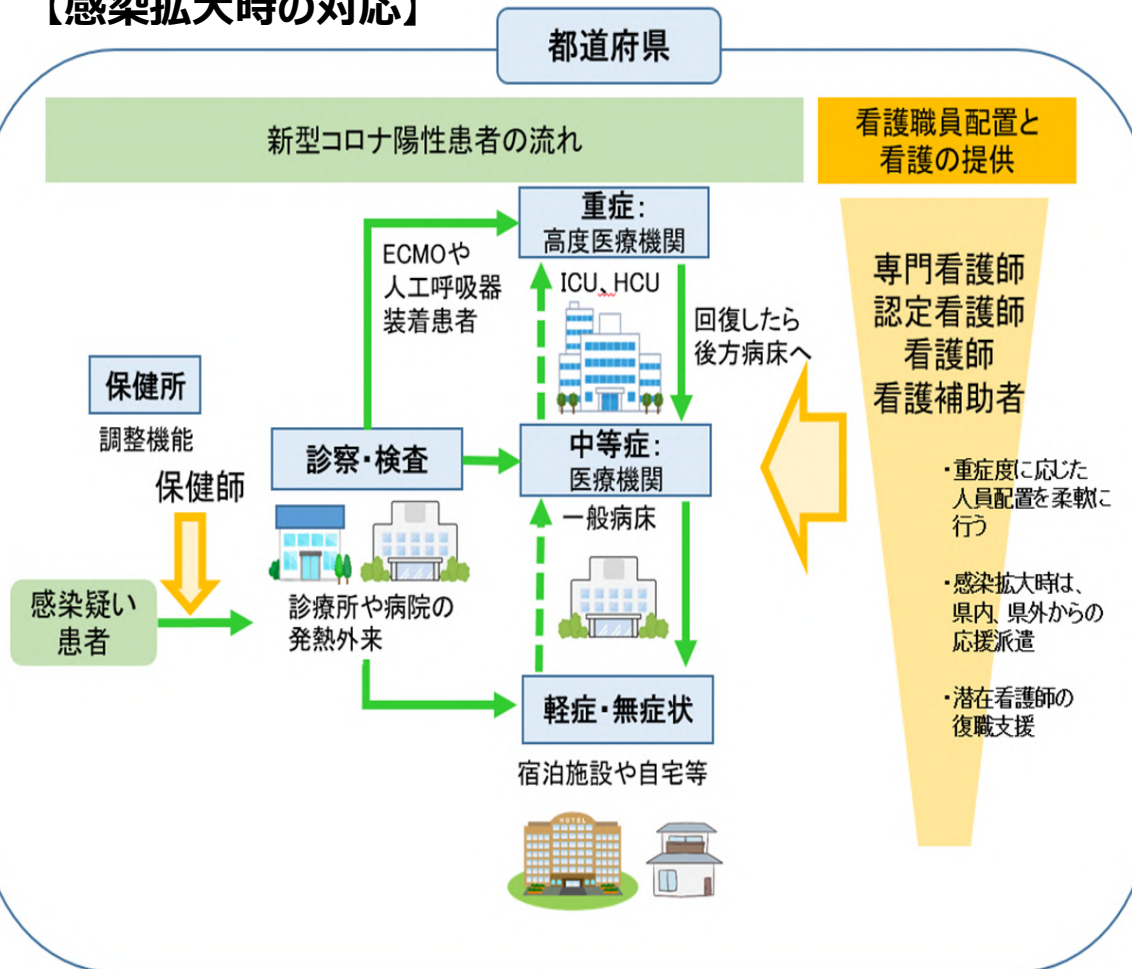 【感染拡大時の対応】
都道府県
新型コロナ陽性患者の流れ
看護職員配置と
看護の提供
重症：
高度医療機関
ECMOや
人工呼吸器
装着患者
ICU、HCU
回復したら
後方病床へ
専門看護師
認定看護師
看護師
看護補助者
保健所
調整機能
保健師
診察・検査
中等症：
医療機関
一般病床
感染疑い
患者
診療所や病院の
発熱外来
・重症度に応じた
人員配置を柔軟に
行う
・感染拡大時は、
県内、県外からの
応援派遣
・潜在看護師の
復職支援
軽症・無症状
宿泊施設や自宅等
HOTEL